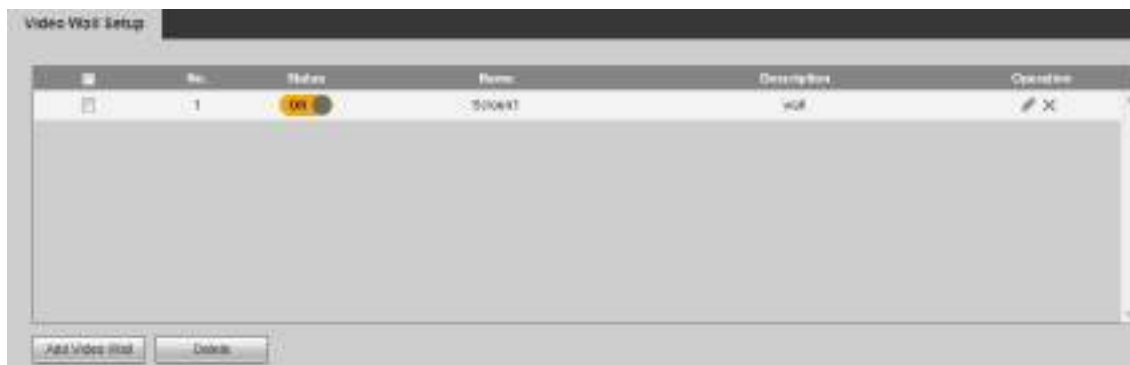 Video Wall Setup
No. Status Name Description Operation
1 ON Screen1 wall
Add Video Wall Delete